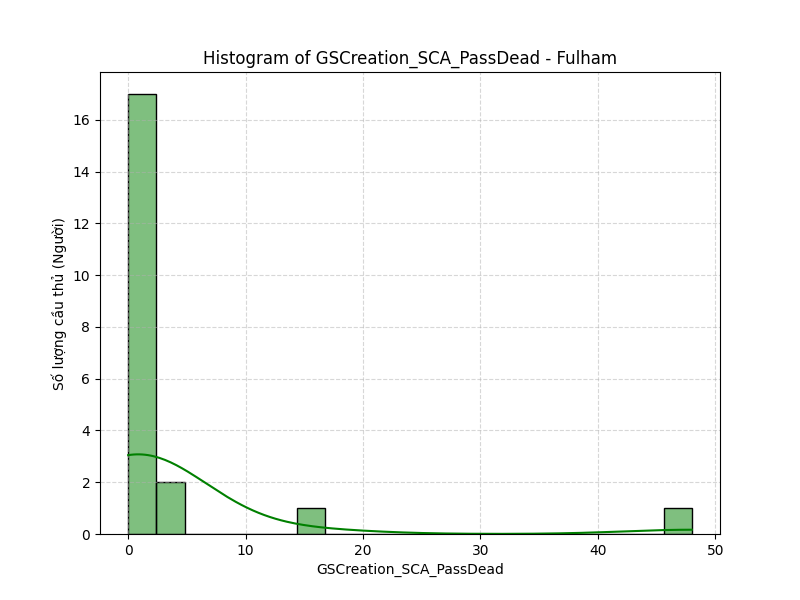 Histogram of GSCreation_SCA_PassDead - Fulham
Số lượng cầu thủ (Người)
16
14
12
10
8
6
4
2
0
0 10 20 30 40 50
GSCreation_SCA_PassDead